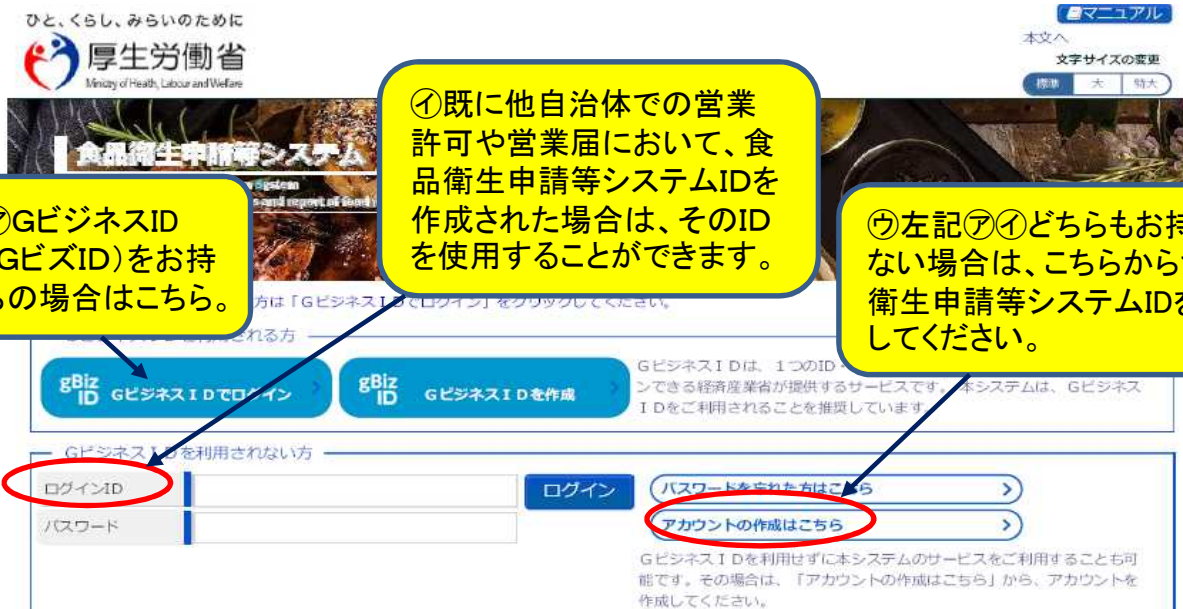 ひと、くらし、みらいのために
厚生労働省
Ministry of Health, Labour and Welfare
マニュアル
本文へ
文字サイズの変更
標準 大 特大
食品衛生申請等システム
㋑既に他自治体での営業
許可や営業届において、食
品衛生申請等システムIDを
作成された場合は、そのID
を使用することができます。
GビジネスID
GビズID）をお持
の場合はこちら。
㋒左記㋐㋑どちらもお持
ない場合は、こちらから
衛生申請等システムIDを
してください。
方は「GビジネスIDでログイン」をクリックしてください。
される方
gBiz ID GビジネスIDでログイン
gBiz ID GビジネスIDを作成
GビジネスIDは、1つのID・
ンできる経済産業省が提供するサービスです。本システムは、Gビジネス
IDをご利用されることを推奨しています。
GビジネスIDを利用されない方
ログインID
ログイン
パスワードを忘れた方はこちら
パスワード
アカウントの作成はこちら
GビジネスIDを利用せずに本システムのサービスをご利用することも可
能です。その場合は、「アカウントの作成はこちら」から、アカウントを
作成してください。